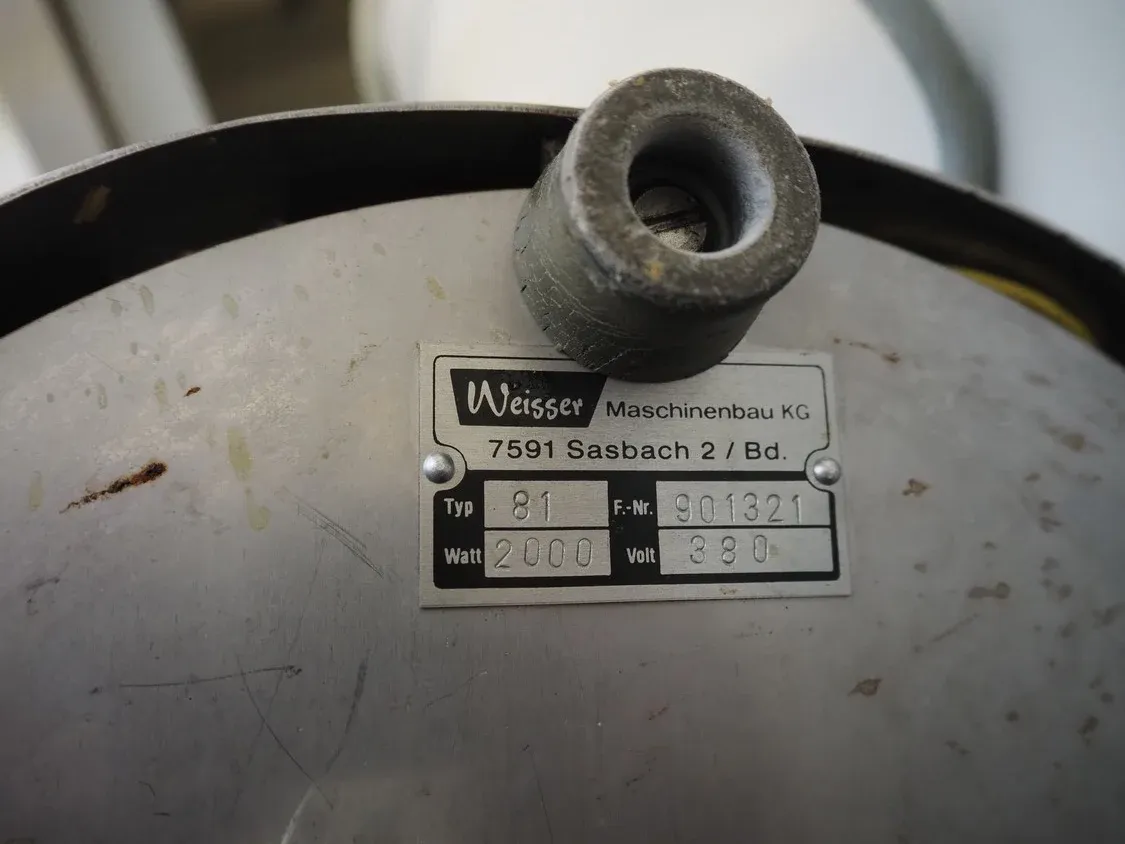 Weisser Maschinenbau KG
7591 Sasbach 2 / Bd.
Typ 81 F.-Nr. 901321
Watt 2000 Volt 380